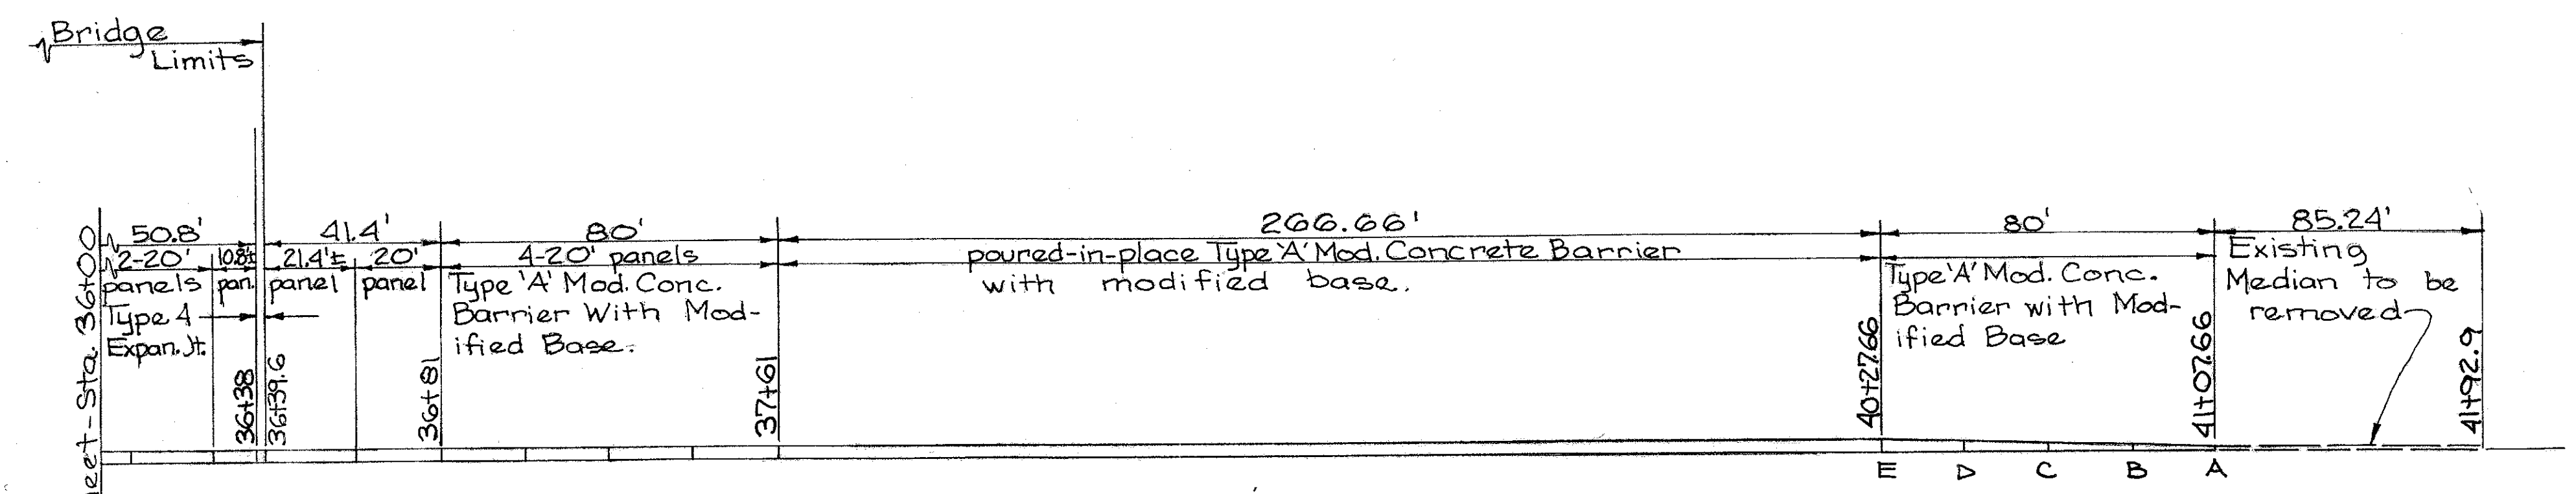 Bridge
Limits
50.8'
41.4'
80'
266.66'
80'
85.24'
2-20'
panels
10.8'±
pan.
21.4'±
panel
20'
panel
4-20' panels
Type 'A' Mod. Conc.
Barrier With Mod-
ified Base.
poured-in-place Type 'A' Mod. Concrete Barrier
with modified base.
Type 'A' Mod. Conc.
Barrier with Mod-
ified Base
Existing
Median to be
removed
Type 4
Expan. Jt.
Sta. 36+00
36+38
36+39.6
36+81
37+61
40+27.66
41+07.66
41+92.9
E D C B A